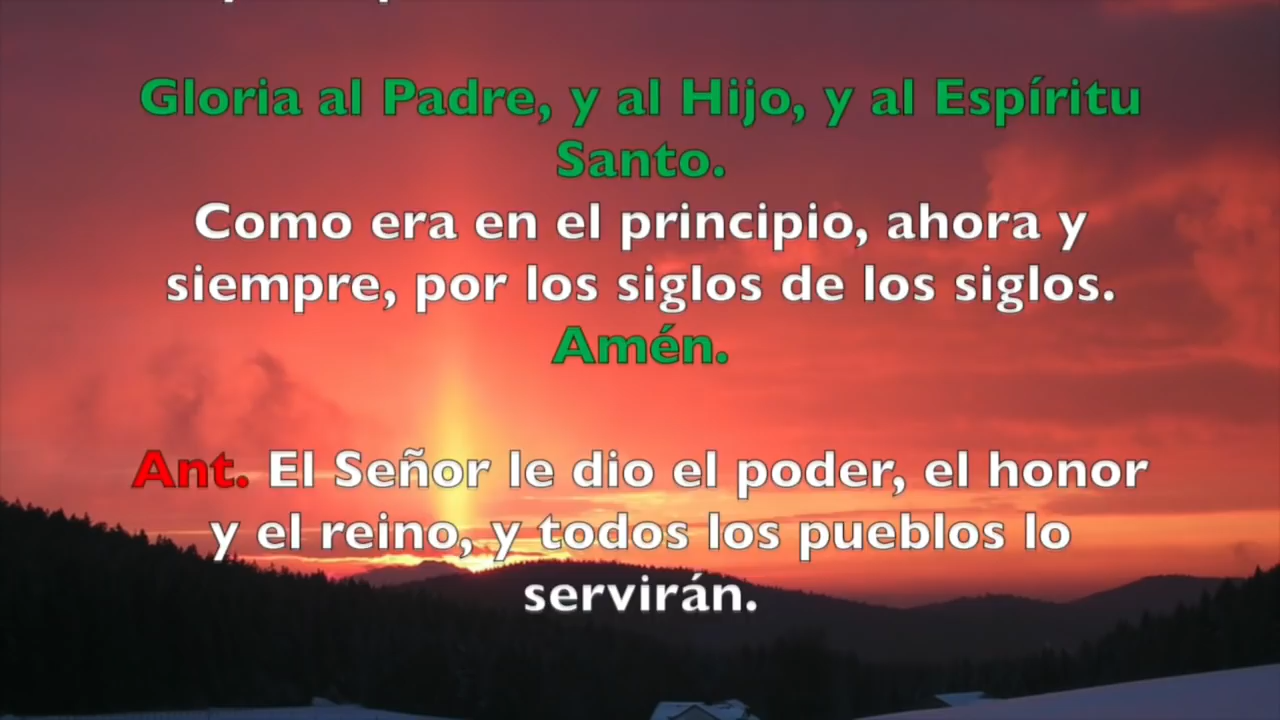 Gloria al Padre, y al Hijo, y al Espíritu
Santo.
Como era en el principio, ahora y
siempre, por los siglos de los siglos.
Amén.
Ant. El Señor le dio el poder, el honor
y el reino, y todos los pueblos lo
servirán.